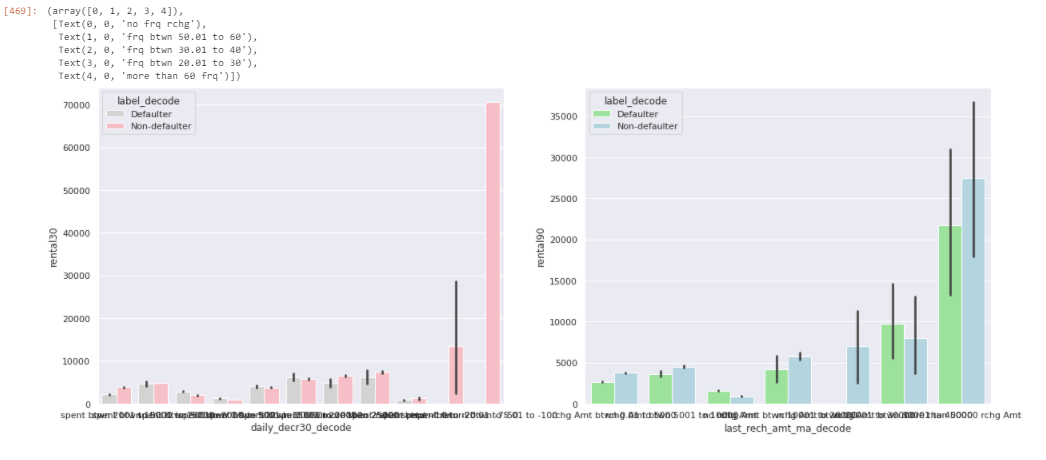 [469]: (array([0, 1, 2, 3, 4]),
[Text(0, 0, 'no frq rchg'),
Text(1, 0, 'frq btwn 50.01 to 60'),
Text(2, 0, 'frq btwn 30.01 to 40'),
Text(3, 0, 'frq btwn 20.01 to 30'),
Text(4, 0, 'more than 60 frq')])
label_decode
Defaulter
Non-defaulter
70000
60000
50000
40000
30000
20000
10000
0
rental30
spent
daily_decr30_decode
label_decode
Defaulter
Non-defaulter
35000
30000
25000
20000
15000
10000
5000
0
rental90
rchg Amt
last_rech_amt_ma_decode